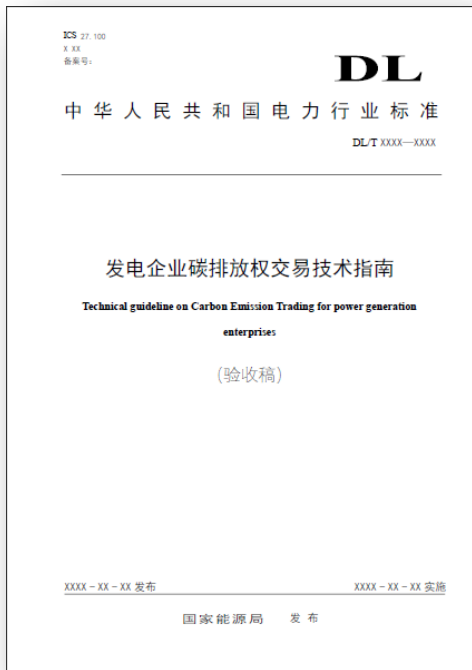 ICS 27.100
X XX
备案号:
DL
中华人民共和国电力行业标准
DL/T XXXX—XXXX
发电企业碳排放权交易技术指南
Technical guideline on Carbon Emission Trading for power generation
enterprises
(验收稿)
XXXX-XX-XX 发布 XXXX-XX-XX 实施
国家能源局 发布